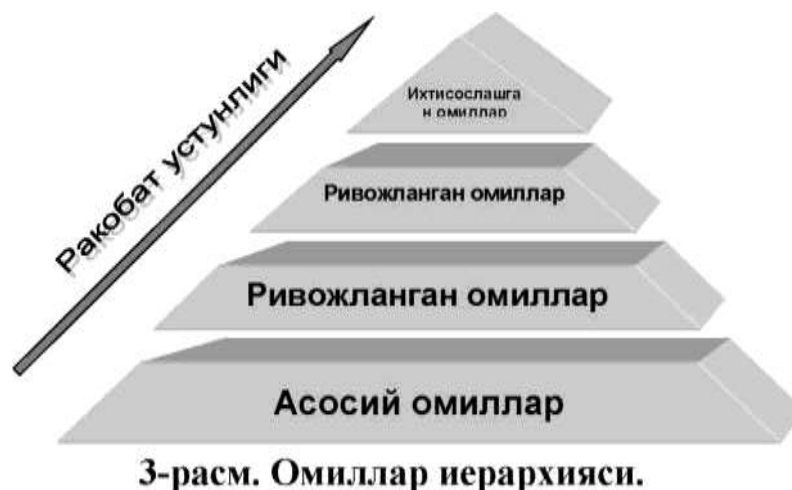 Ракобат устунлиги
Ихтисослашга
н омиллар
Ривожланган омиллар
Ривожланган омиллар
Асосий омиллар
3-расм. Омиллар иерархияси.